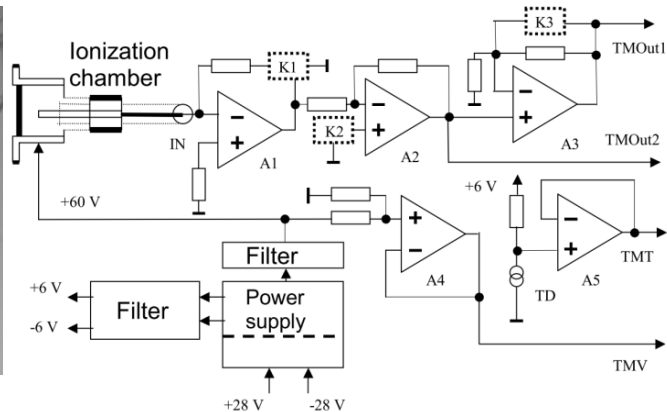 Ionization
chamber
IN
K1
−
+
A1
K2
−
+
A2
K3
−
+
A3
TMOut1
TMOut2
+60 V
+
−
A4
+6 V
TD
−
+
A5
TMT
TMV
Filter
+6 V
-6 V
Filter
Power
supply
+28 V
-28 V